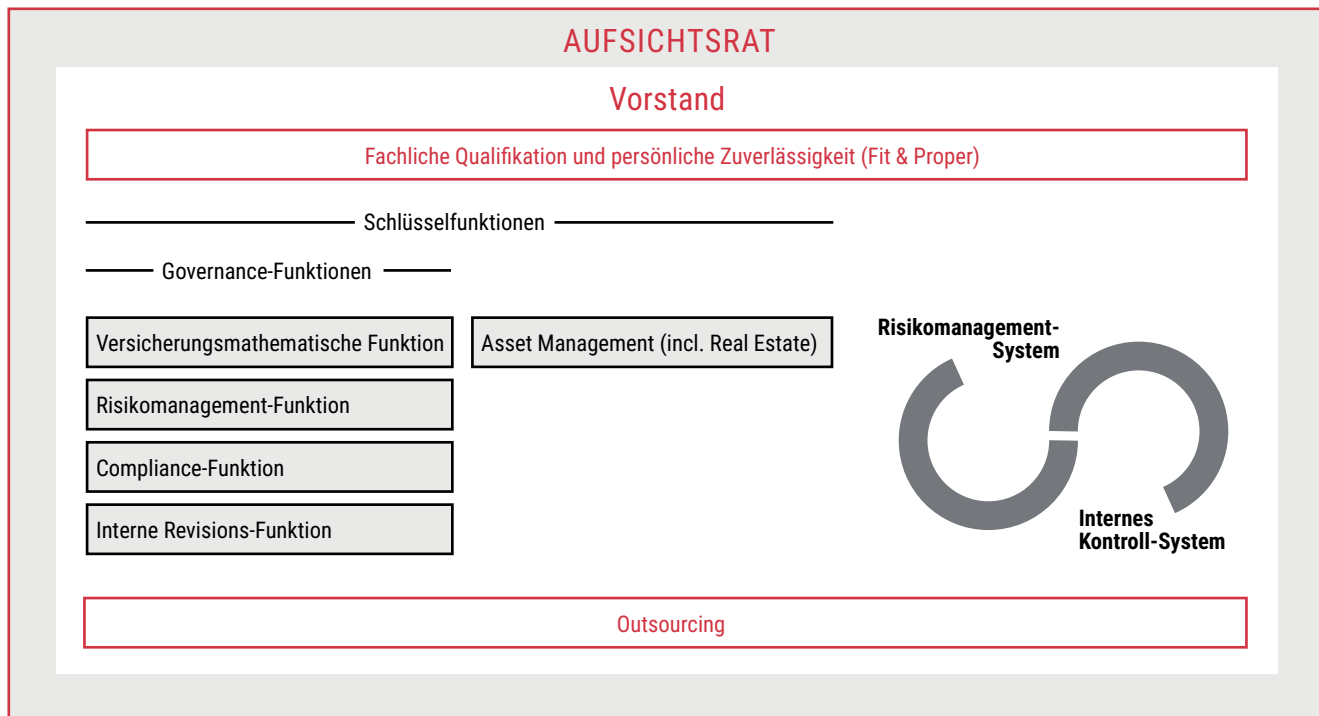 AUFSICHTSRAT
Vorstand
Fachliche Qualifikation und persönliche Zuverlässigkeit (Fit & Proper)
Schlüsselfunktionen
Governance-Funktionen
Versicherungsmathematische Funktion
Asset Management (incl. Real Estate)
Risikomanagement-Funktion
Compliance-Funktion
Interne Revisions-Funktion
Risikomanagement-
System
Internes
Kontroll-System
Outsourcing